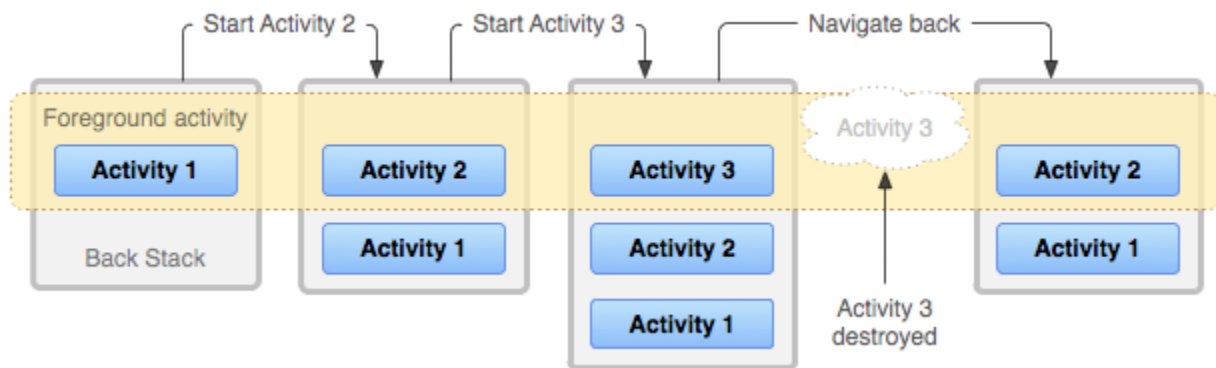 Start Activity 2
Start Activity 3
Navigate back
Foreground activity
Activity 1
Back Stack
Activity 2
Activity 1
Activity 3
Activity 2
Activity 1
Activity 3
Activity 3
destroyed
Activity 2
Activity 1